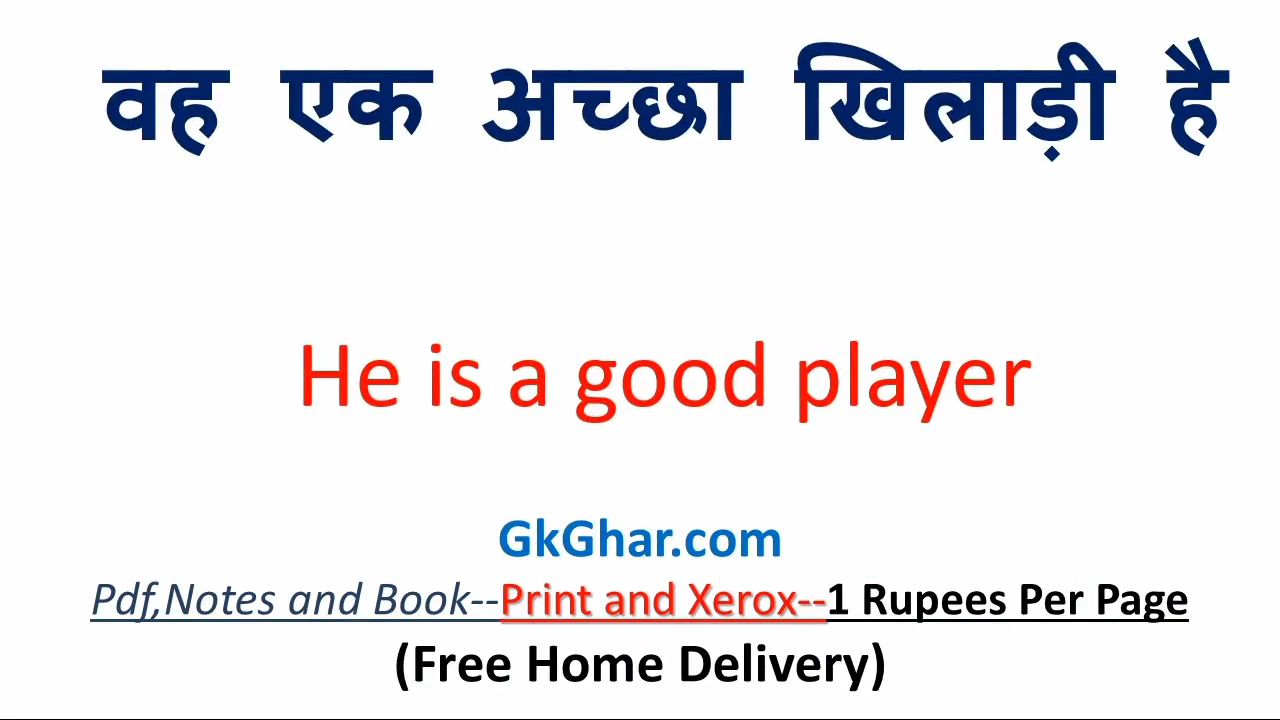 वह एक अच्छा खिलाड़ी है
He is a good player
GkGhar.com
Pdf,Notes and Book--Print and Xerox--1 Rupees Per Page
(Free Home Delivery)